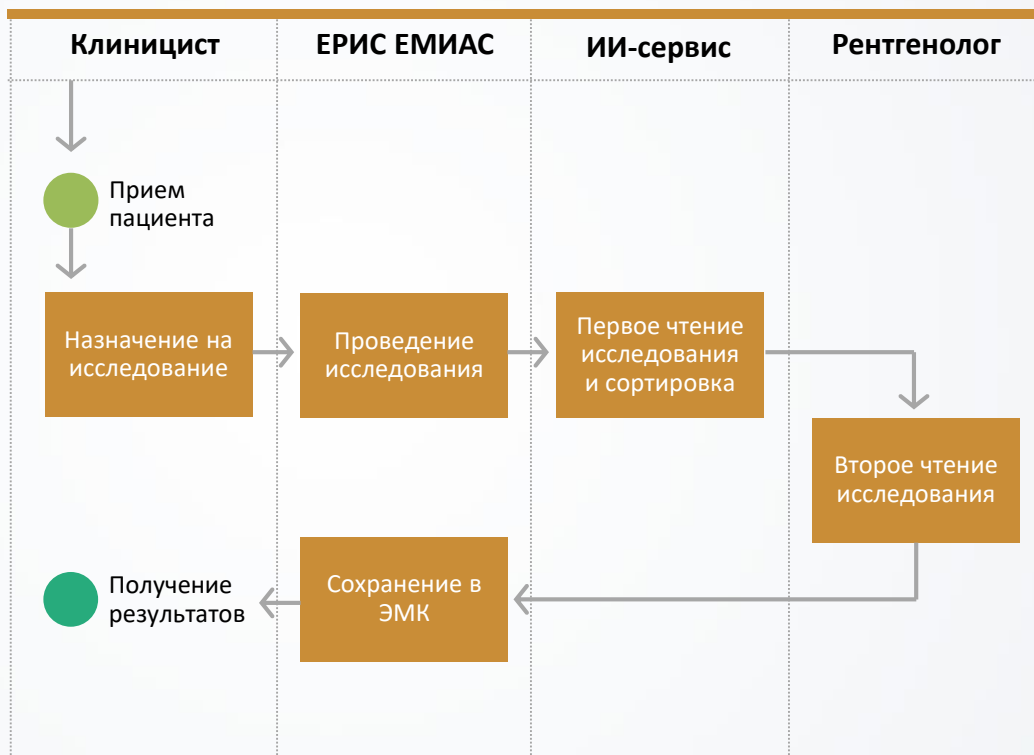 Клиницист
ЕРИС ЕМИАС
ИИ-сервис
Рентгенолог
Прием
пациента
Назначение на
исследование
Проведение
исследования
Первое чтение
исследования
и сортировка
Второе чтение
исследования
Сохранение в
ЭМК
Получение
результатов